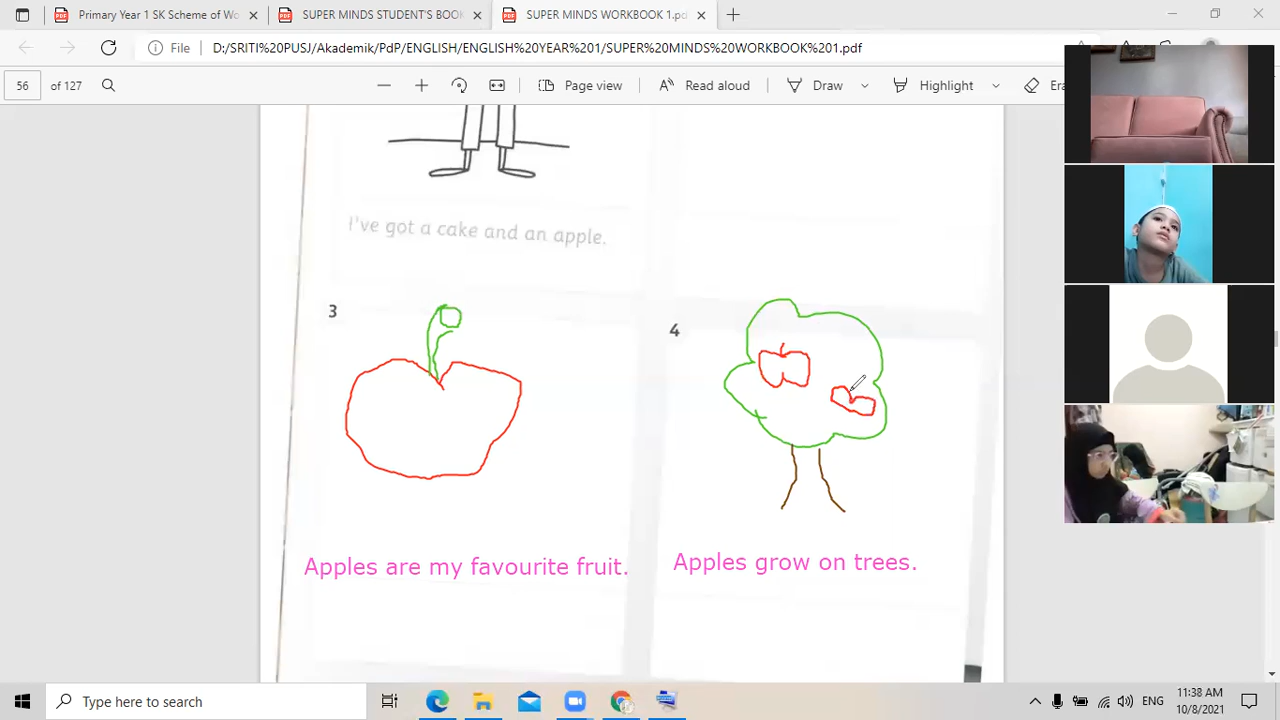 Primary Year 1 SK Scheme of Wo
SUPER MINDS STUDENT'S BOOK
SUPER MINDS WORKBOOK 1.pd
File
D:/SRITI%20PUSJ/Akademik/PdP/ENGLISH/ENGLISH%20YEAR%201/SUPER%20MINDS%20WORKBOOK%201.pdf
56 of 127
Page view
Read aloud
Draw
Highlight
Era
I've got a cake and an apple.
3
4
Apples are my favourite fruit.
Apples grow on trees.
Type here to search
ENG
11:38 AM
10/8/2021